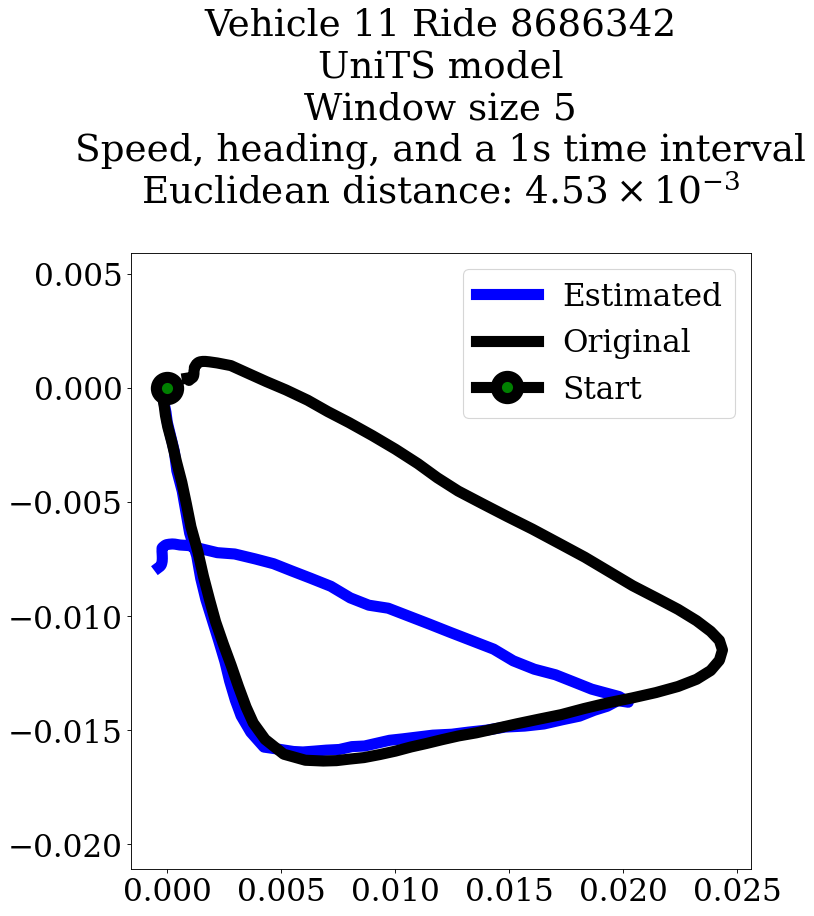 Vehicle 11 Ride 8686342
UniTS model
Window size 5
Speed, heading, and a 1s time interval
Euclidean distance: 4.53 × 10⁻³
Estimated
Original
Start
0.005
0.000
−0.005
−0.010
−0.015
−0.020
0.000 0.005 0.010 0.015 0.020 0.025